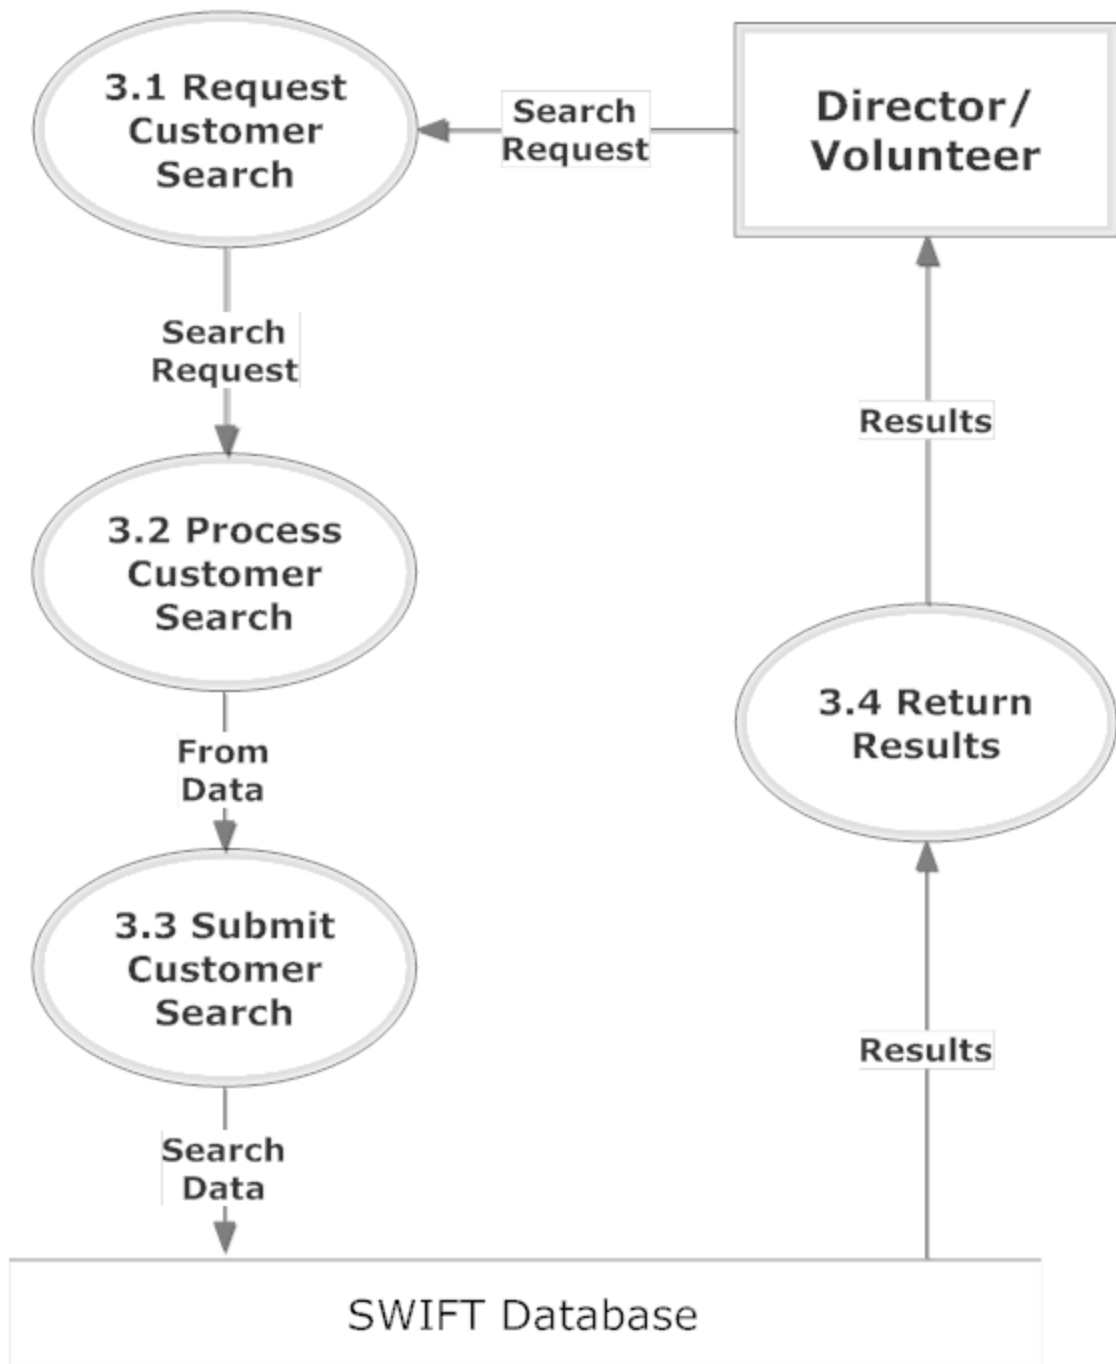 3.1 Request
Customer
Search
Search
Request
Director/
Volunteer
Search
Request
Results
3.2 Process
Customer
Search
3.4 Return
Results
From
Data
3.3 Submit
Customer
Search
Results
Search
Data
SWIFT Database